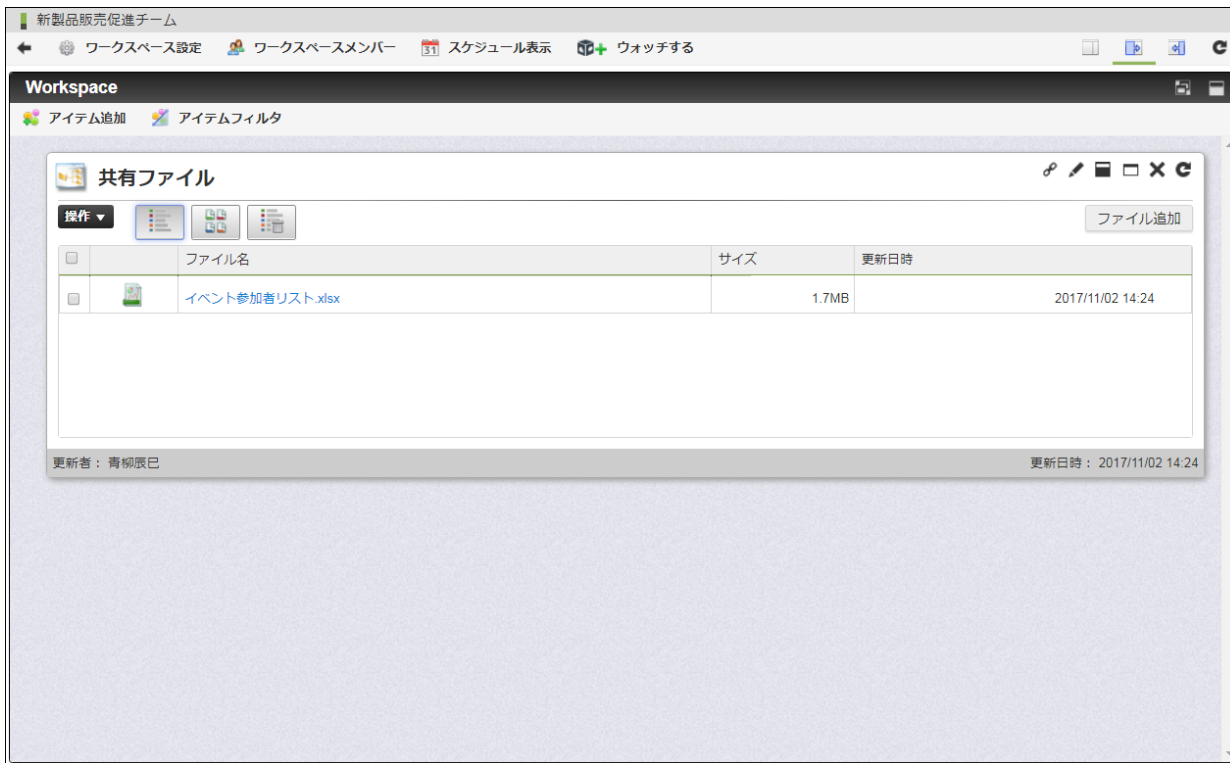 新製品販売促進チーム
ワークスペース設定 ワークスペースメンバー 31 スケジュール表示 ウォッチする
Workspace
アイテム追加 アイテムフィルタ
共有ファイル
操作▼ ファイル追加
ファイル名 サイズ 更新日時
イベント参加者リスト.xlsx 1.7MB 2017/11/02 14:24
更新者： 青柳辰巳 更新日時： 2017/11/02 14:24